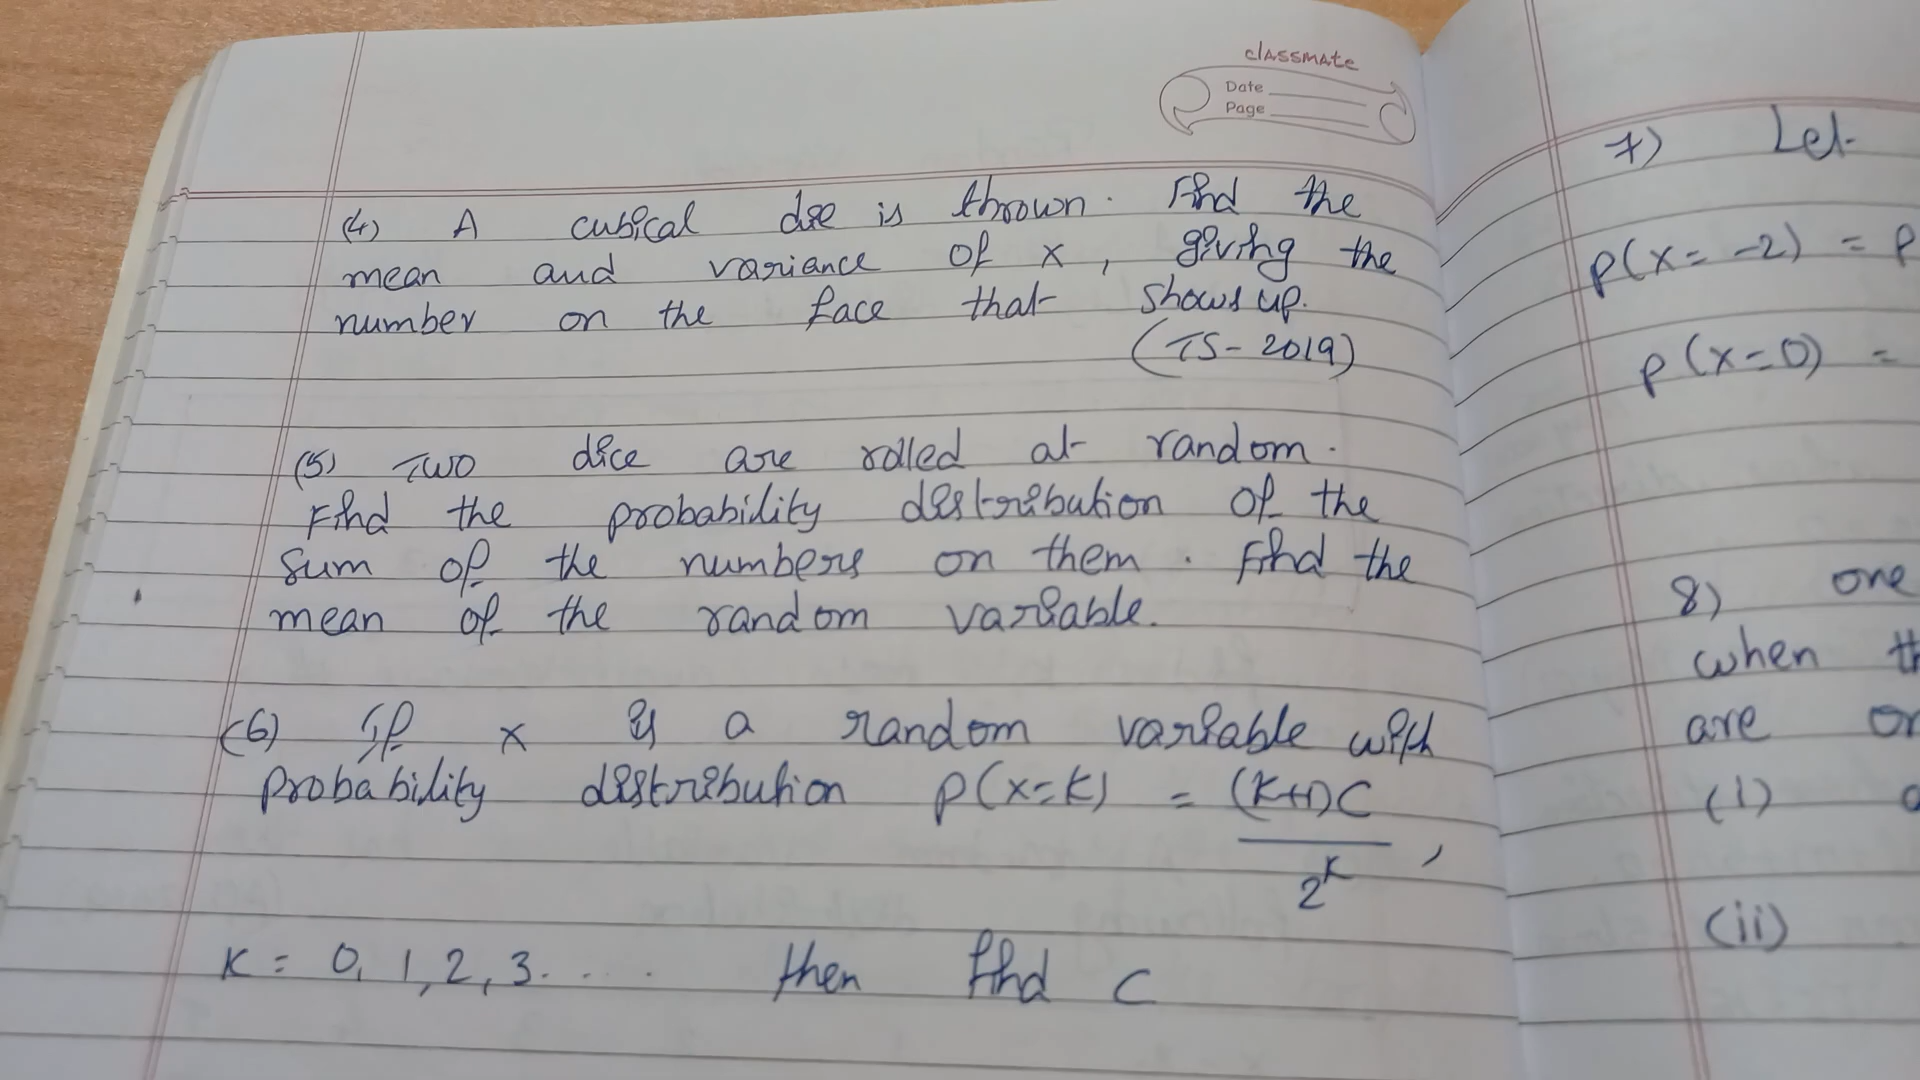 classmate
Date
Page
(4) A cubical die is thrown. Find the
mean and variance of x, giving the
number on the face that shows up.
(TS-2019)
(5) Two dice are rolled at random.
Find the probability distribution of the
sum of the numbers on them. Find the
mean of the random variable.
(6) If x is a random variable with
probability distribution P(x=k) = (k+1)C / 2^k ,
K = 0, 1, 2, 3. . . . then find C
7) Let
P(x= -2) = P
P(x=0) =
8) one
when th
are or
(i)
(ii)